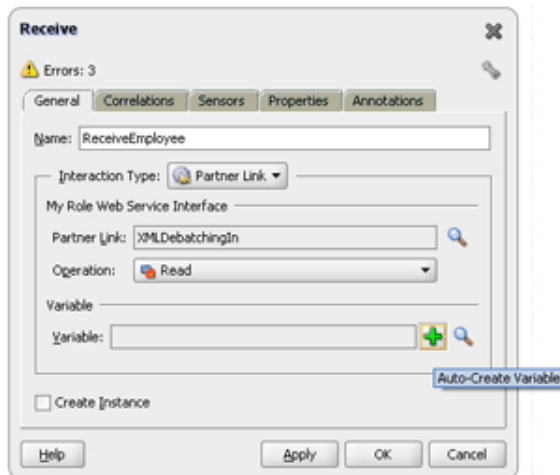 Receive
Errors: 3
General Correlations Sensors Properties Annotations
Name: ReceiveEmployee
Interaction Type: Partner Link
My Role Web Service Interface
Partner Link: XMLDebatchingIn
Operation: Read
Variable
Variable:
Auto-Create Variable
Create Instance
Help Apply OK Cancel